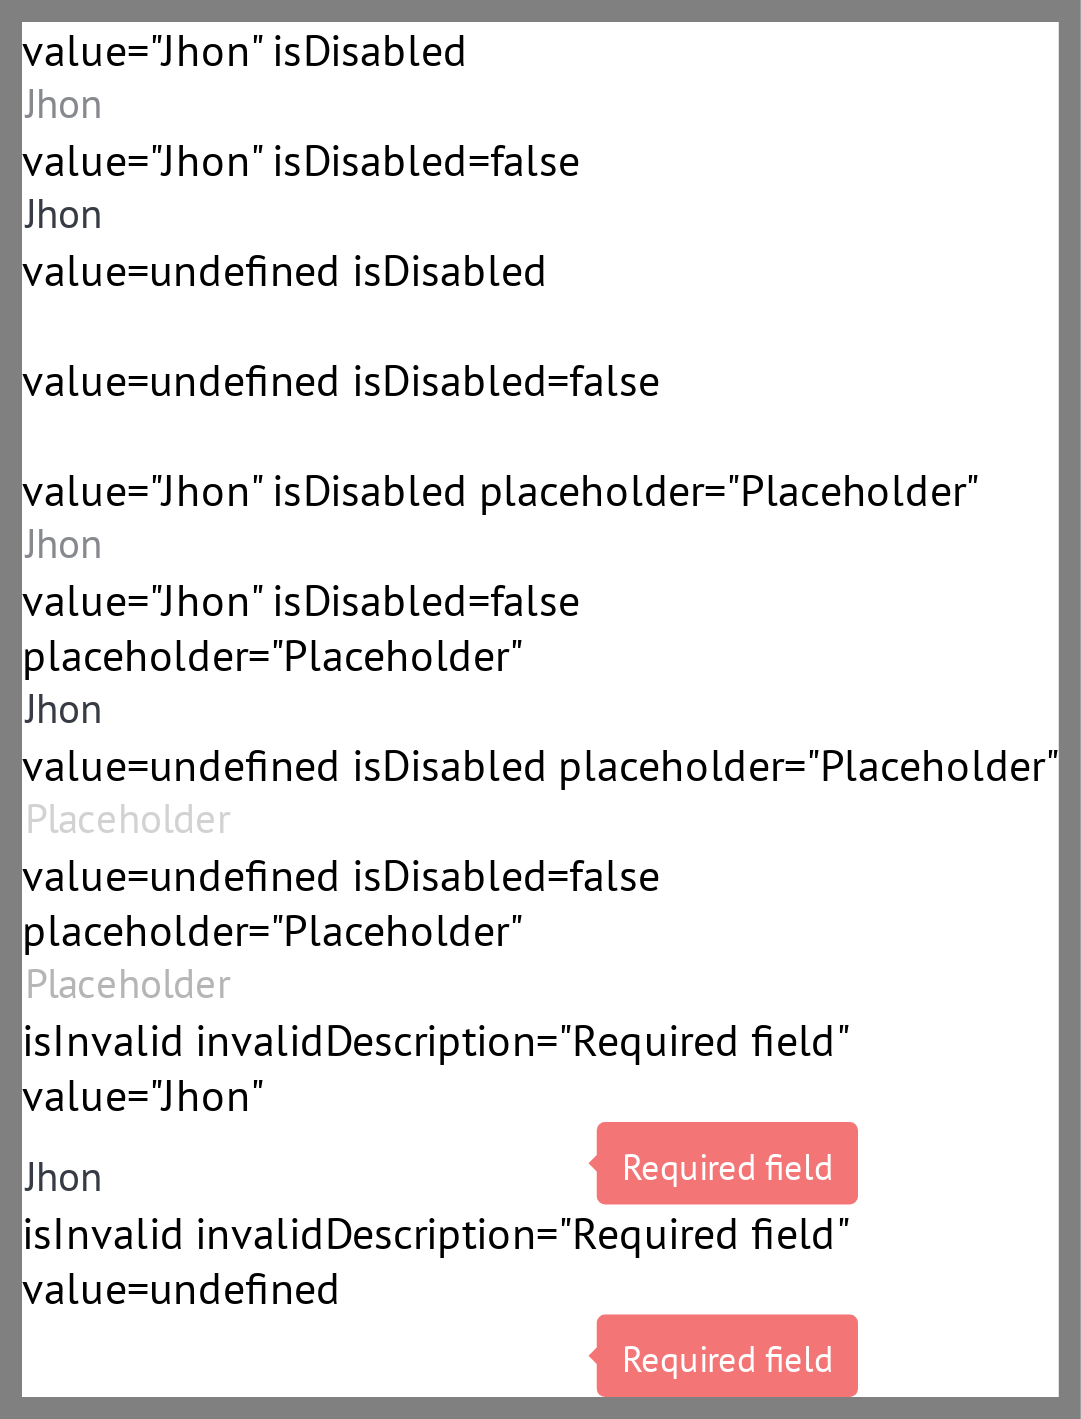 value="Jhon" isDisabled
Jhon
value="Jhon" isDisabled=false
Jhon
value=undefined isDisabled
value=undefined isDisabled=false
value="Jhon" isDisabled placeholder="Placeholder"
Jhon
value="Jhon" isDisabled=false
placeholder="Placeholder"
Jhon
value=undefined isDisabled placeholder="Placeholder"
Placeholder
value=undefined isDisabled=false
placeholder="Placeholder"
Placeholder
isInvalid invalidDescription="Required field"
value="Jhon"
Jhon Required field
isInvalid invalidDescription="Required field"
value=undefined
Required field